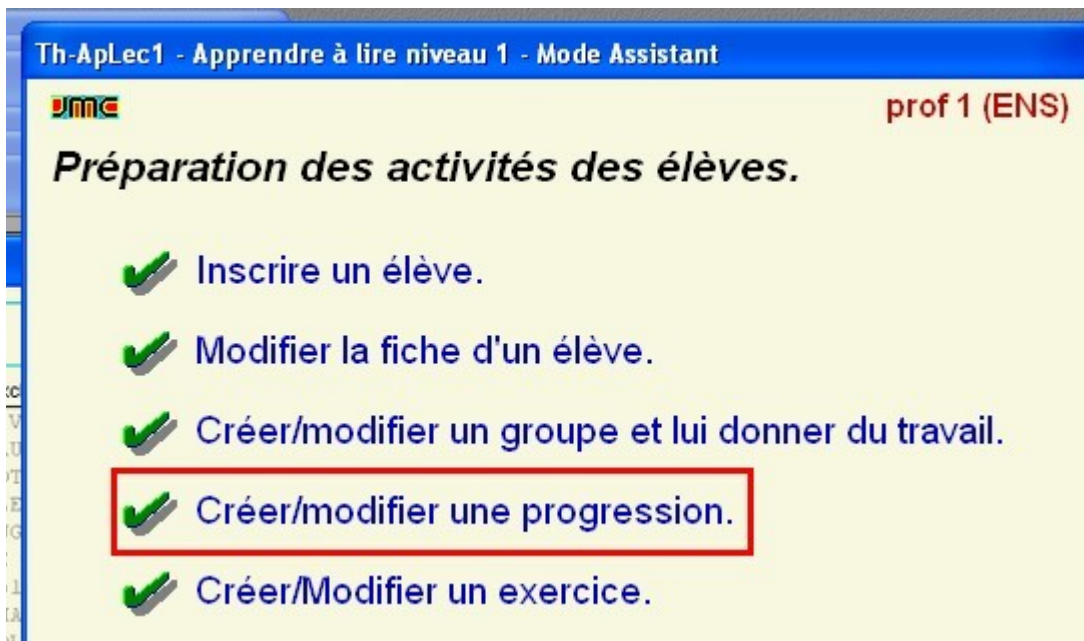 Th-ApLec1 - Apprendre à lire niveau 1 - Mode Assistant
JMC prof 1 (ENS)
Préparation des activités des élèves.
Inscrire un élève.
Modifier la fiche d'un élève.
Créer/modifier un groupe et lui donner du travail.
Créer/modifier une progression.
Créer/Modifier un exercice.